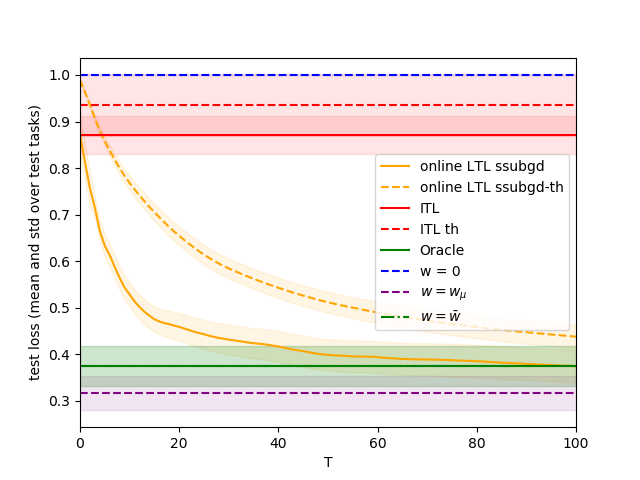 1.0
0.9
0.8
0.7
0.6
0.5
0.4
0.3
test loss (mean and std over test tasks)
online LTL ssubgd
online LTL ssubgd-th
ITL
ITL th
Oracle
w = 0
w = w_μ
w = w̄
0 20 40 60 80 100
T